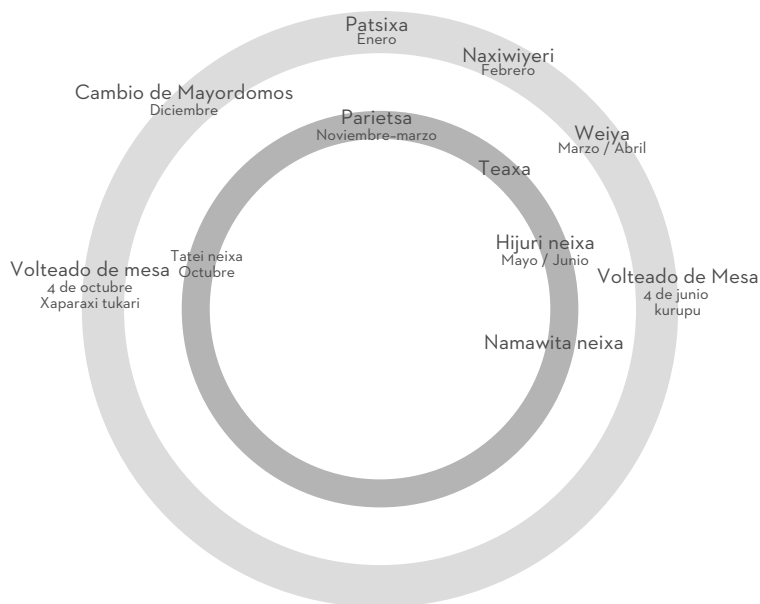 Patsixa
Enero
Naxiwiyeri
Febrero
Cambio de Mayordomos
Diciembre
Parietsa
Noviembre-marzo
Weiya
Marzo / Abril
Teaxa
Tatei neixa
Octubre
Hijuri neixa
Mayo / Junio
Volteado de mesa
4 de octubre
Xaparaxi tukari
Volteado de Mesa
4 de junio
kurupu
Namawita neixa